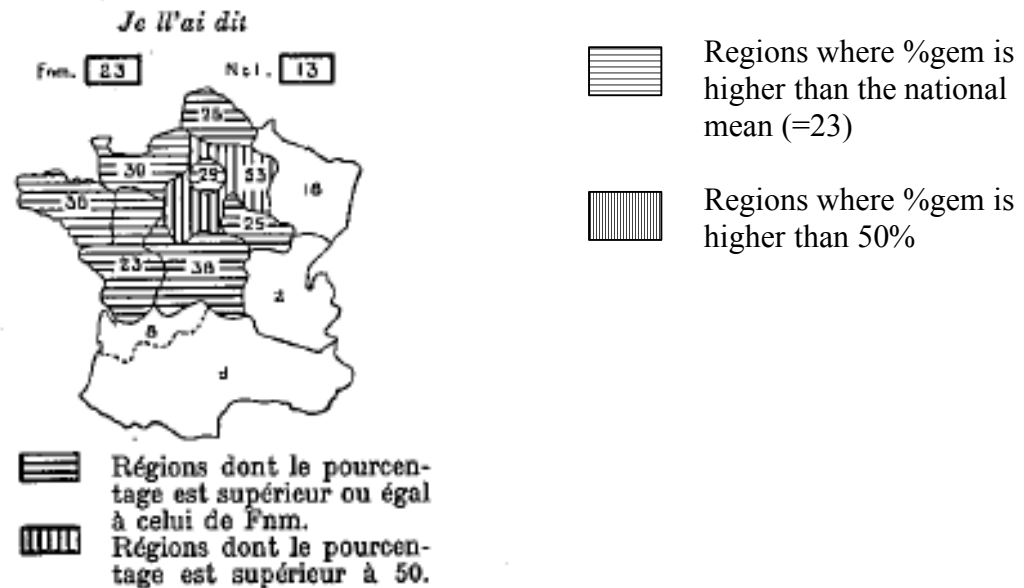 Je ll'ai dit
Fnm. 23 Ncl. 13
26
30 29 53 18
36
25
23 38
2
8
Régions dont le pourcen-
tage est supérieur ou égal
à celui de Fnm.
Régions dont le pourcen-
tage est supérieur à 50.
Regions where %gem is
higher than the national
mean (=23)
Regions where %gem is
higher than 50%